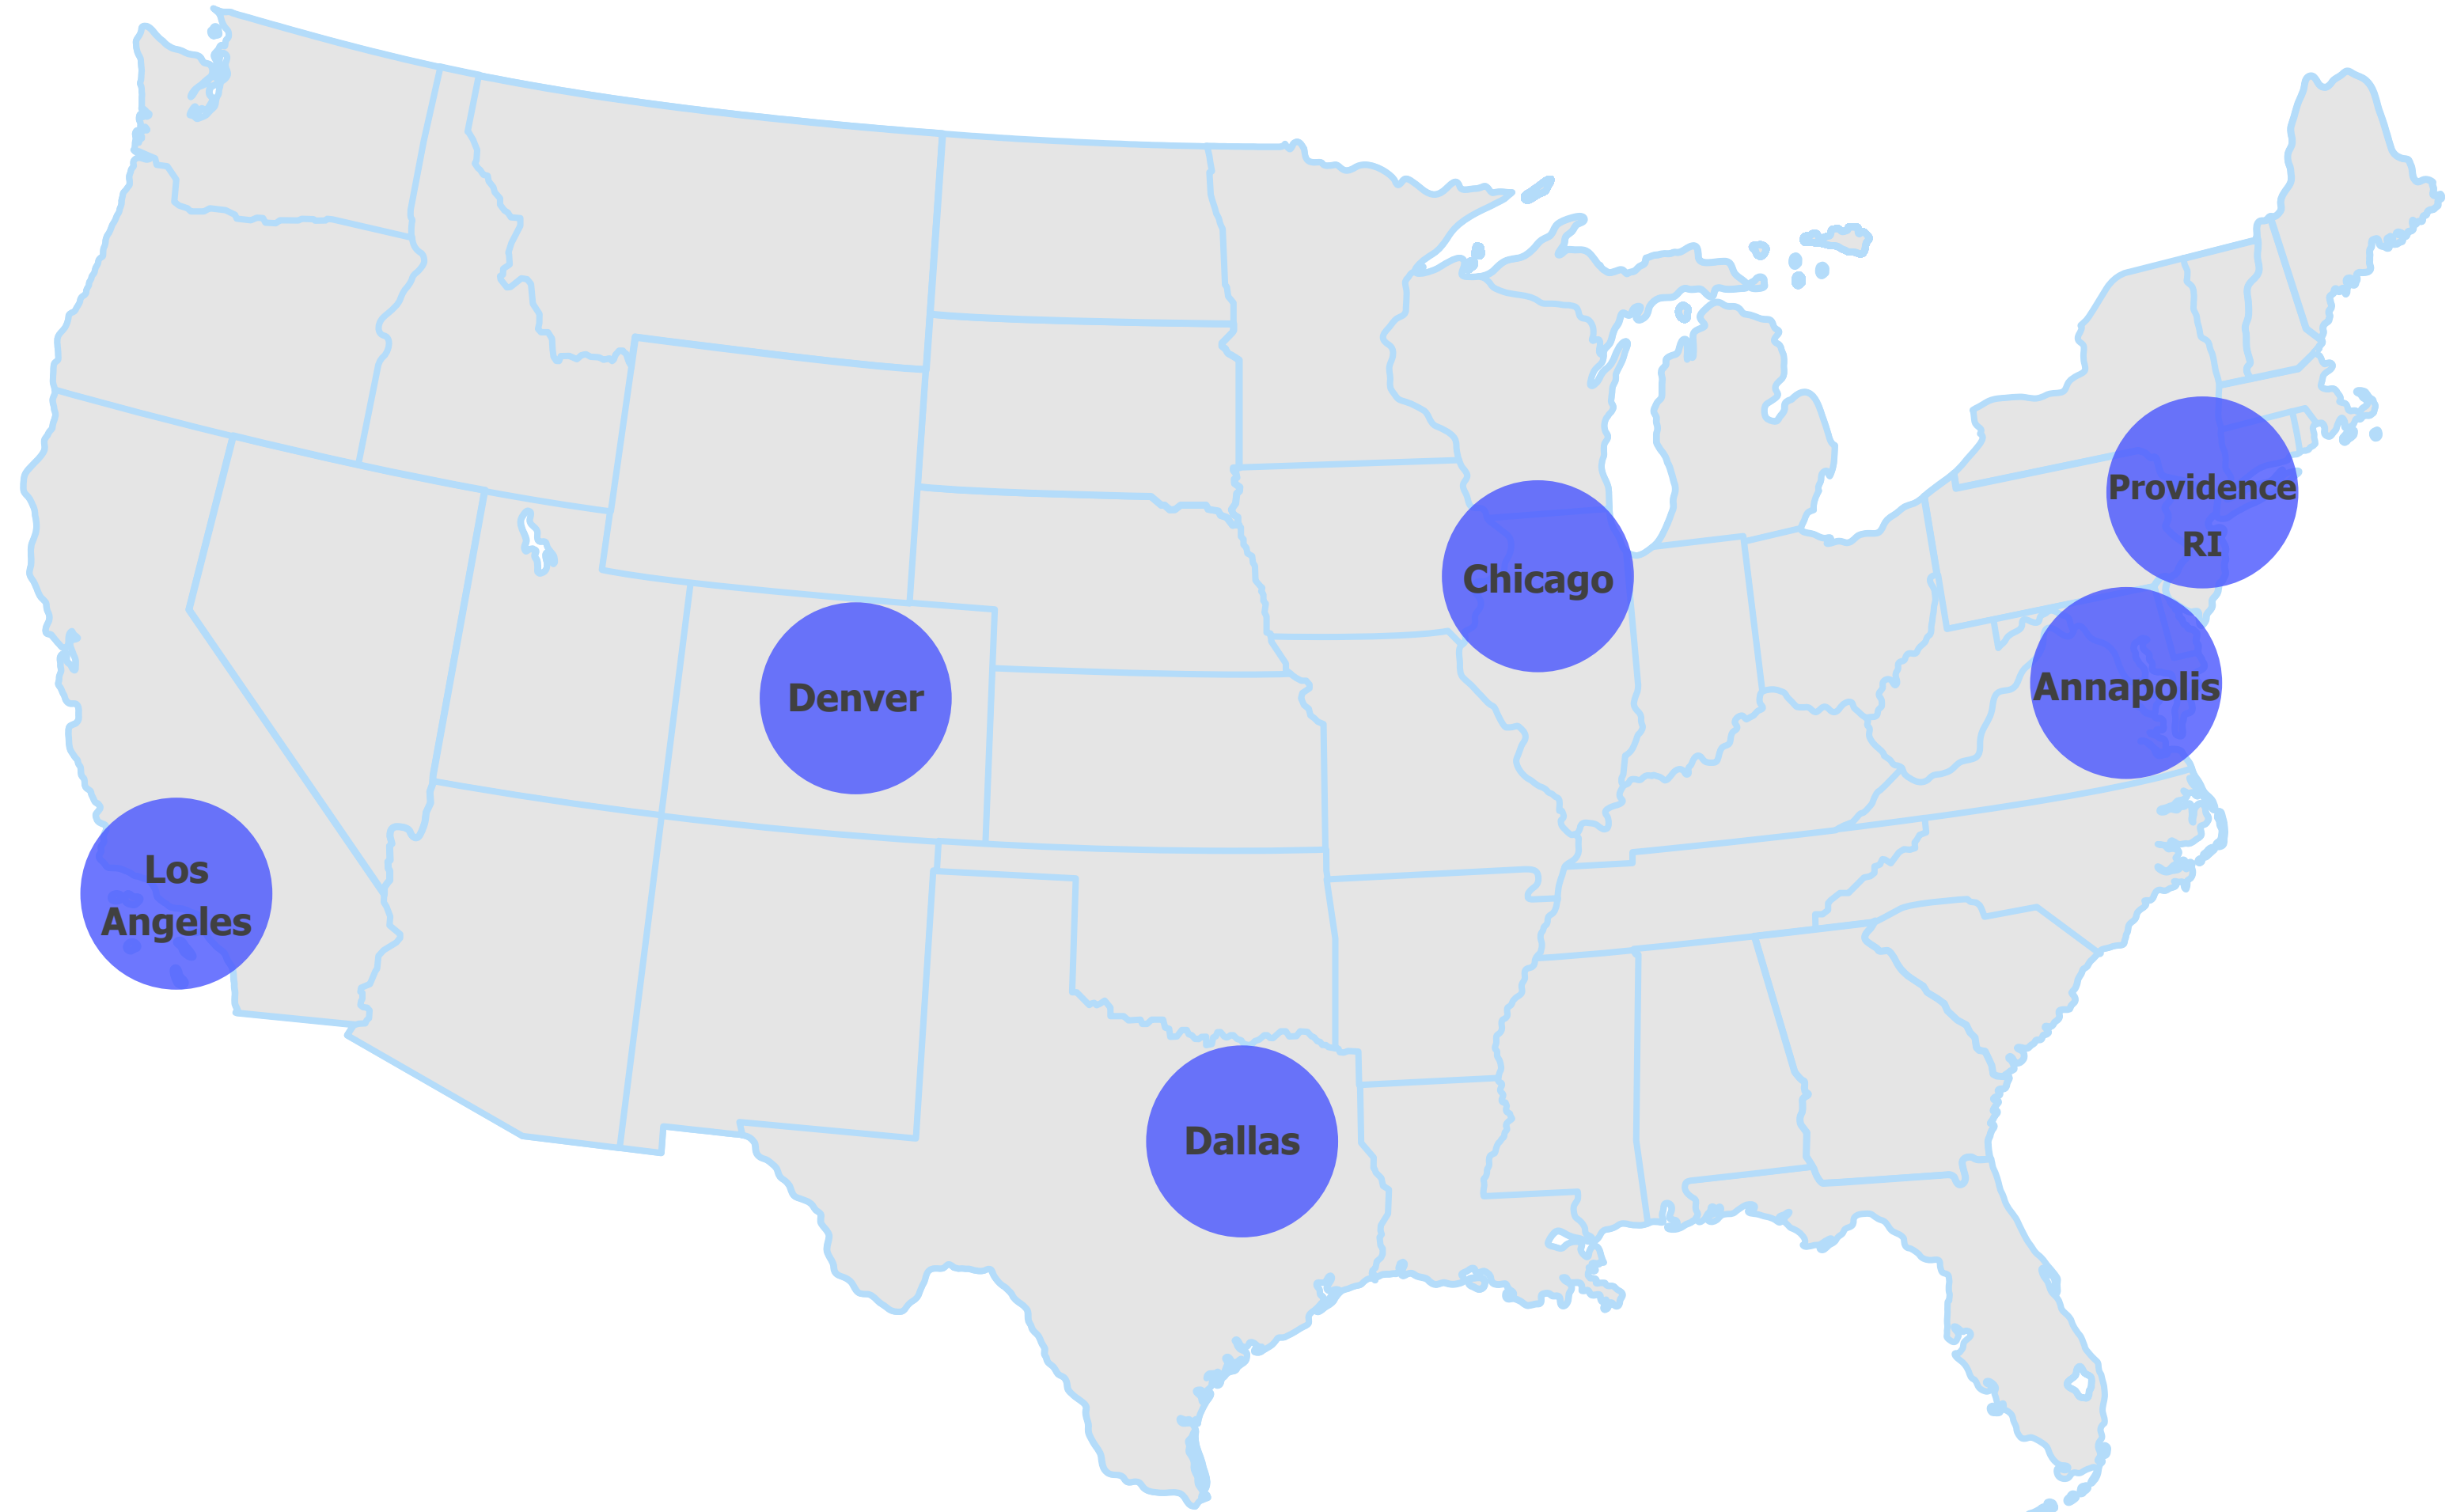 Providence
RI
Chicago
Annapolis
Denver
Los
Angeles
Dallas